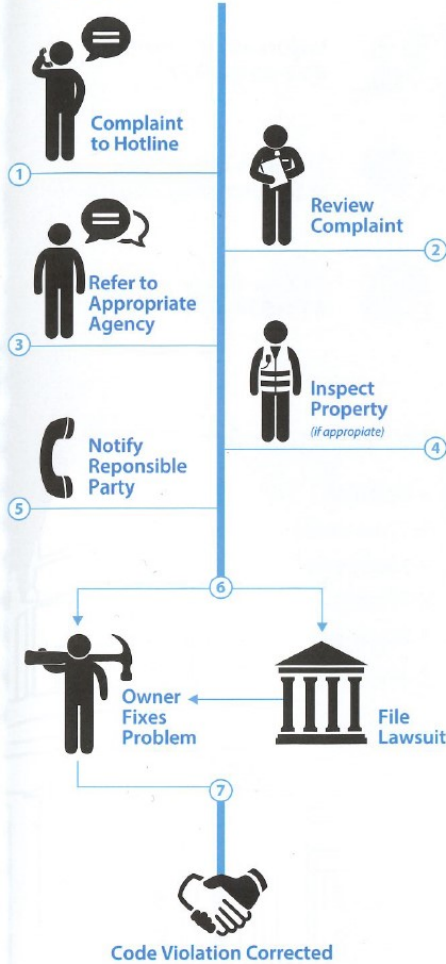 Complaint
to Hotline
1
Review
Complaint
2
Refer to
Appropriate
Agency
3
Inspect
Property
(if appropiate)
4
Notify
Reponsible
Party
5
6
Owner
Fixes
Problem
File
Lawsuit
7
Code Violation Corrected